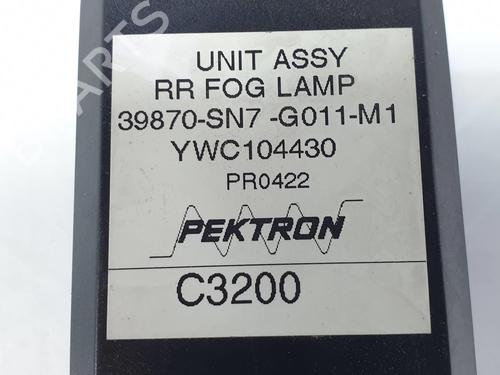 UNIT ASSY
RR FOG LAMP
39870-SN7 -G011-M1
YWC104430
PR0422
PEKTRON
C3200